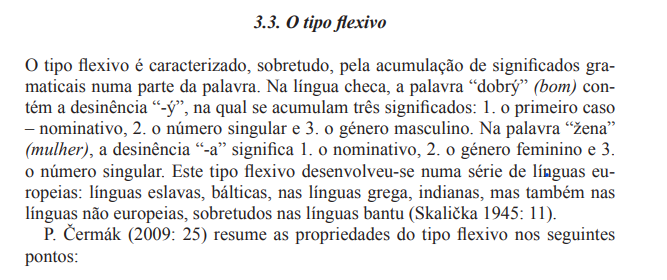 3.3. O tipo flexivo
O tipo flexivo é caracterizado, sobretudo, pela acumulação de significados gra-
maticais numa parte da palavra. Na língua checa, a palavra “dobrý” (bom) con-
tém a desinência “-ý”, na qual se acumulam três significados: 1. o primeiro caso
– nominativo, 2. o número singular e 3. o género masculino. Na palavra “žena”
(mulher), a desinência “-a” significa 1. o nominativo, 2. o género feminino e 3.
o número singular. Este tipo flexivo desenvolveu-se numa série de línguas eu-
ropeias: línguas eslavas, bálticas, nas línguas grega, indianas, mas também nas
línguas não europeias, sobretudos nas línguas bantu (Skalička 1945: 11).
P. Čermák (2009: 25) resume as propriedades do tipo flexivo nos seguintes
pontos: